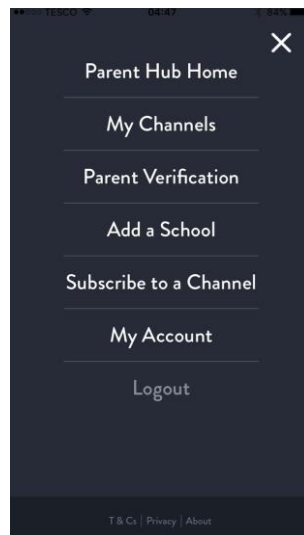 TESCO 04:47 84%
Parent Hub Home
My Channels
Parent Verification
Add a School
Subscribe to a Channel
My Account
Logout
T & Cs | Privacy | About